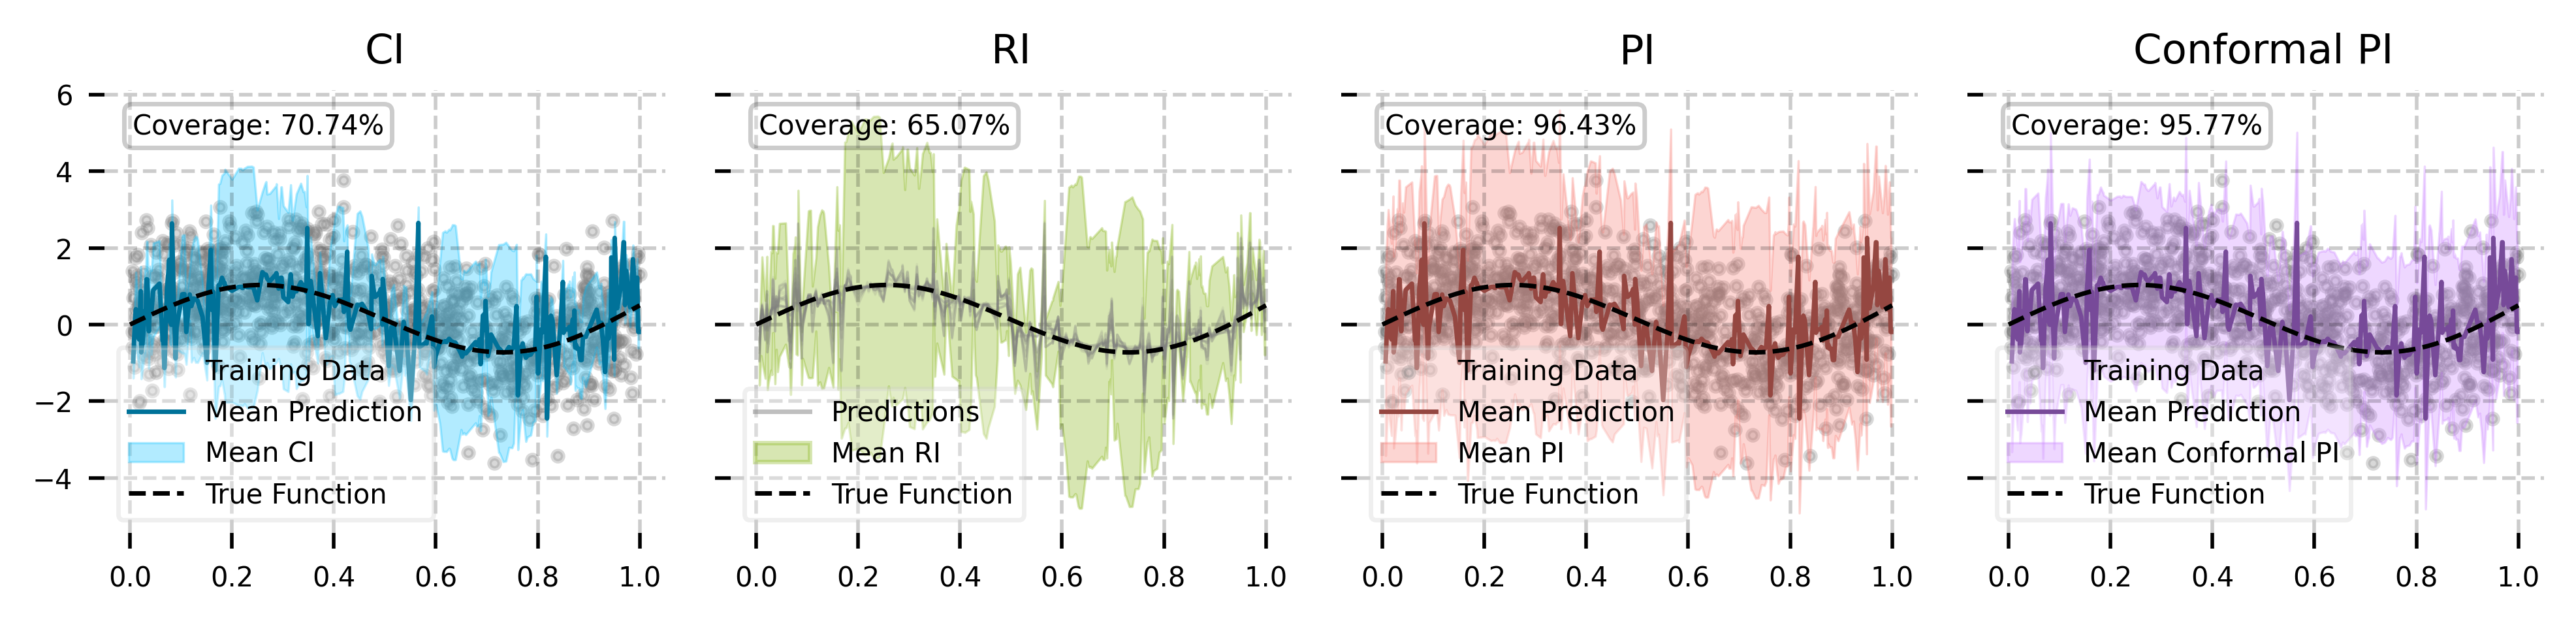 CI
RI
PI
Conformal PI
6
4
2
0
−2
−4
Coverage: 70.74%
Training Data
Mean Prediction
Mean CI
True Function
0.0 0.2 0.4 0.6 0.8 1.0
Coverage: 65.07%
Predictions
Mean RI
True Function
0.0 0.2 0.4 0.6 0.8 1.0
Coverage: 96.43%
Training Data
Mean Prediction
Mean PI
True Function
0.0 0.2 0.4 0.6 0.8 1.0
Coverage: 95.77%
Training Data
Mean Prediction
Mean Conformal PI
True Function
0.0 0.2 0.4 0.6 0.8 1.0